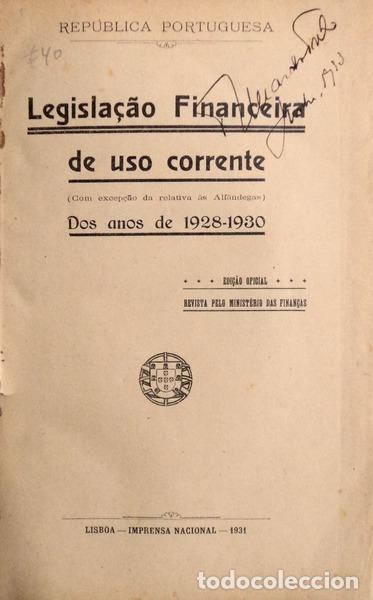 REPÚBLICA PORTUGUESA
£40
Legislação Financeira
de uso corrente
(Com excepção da relativa às Alfândegas)
Dos anos de 1928-1930
EDIÇÃO OFICIAL
REVISTA PELO MINISTÉRIO DAS FINANÇAS
LISBOA — IMPRENSA NACIONAL — 1931
todocoleccion